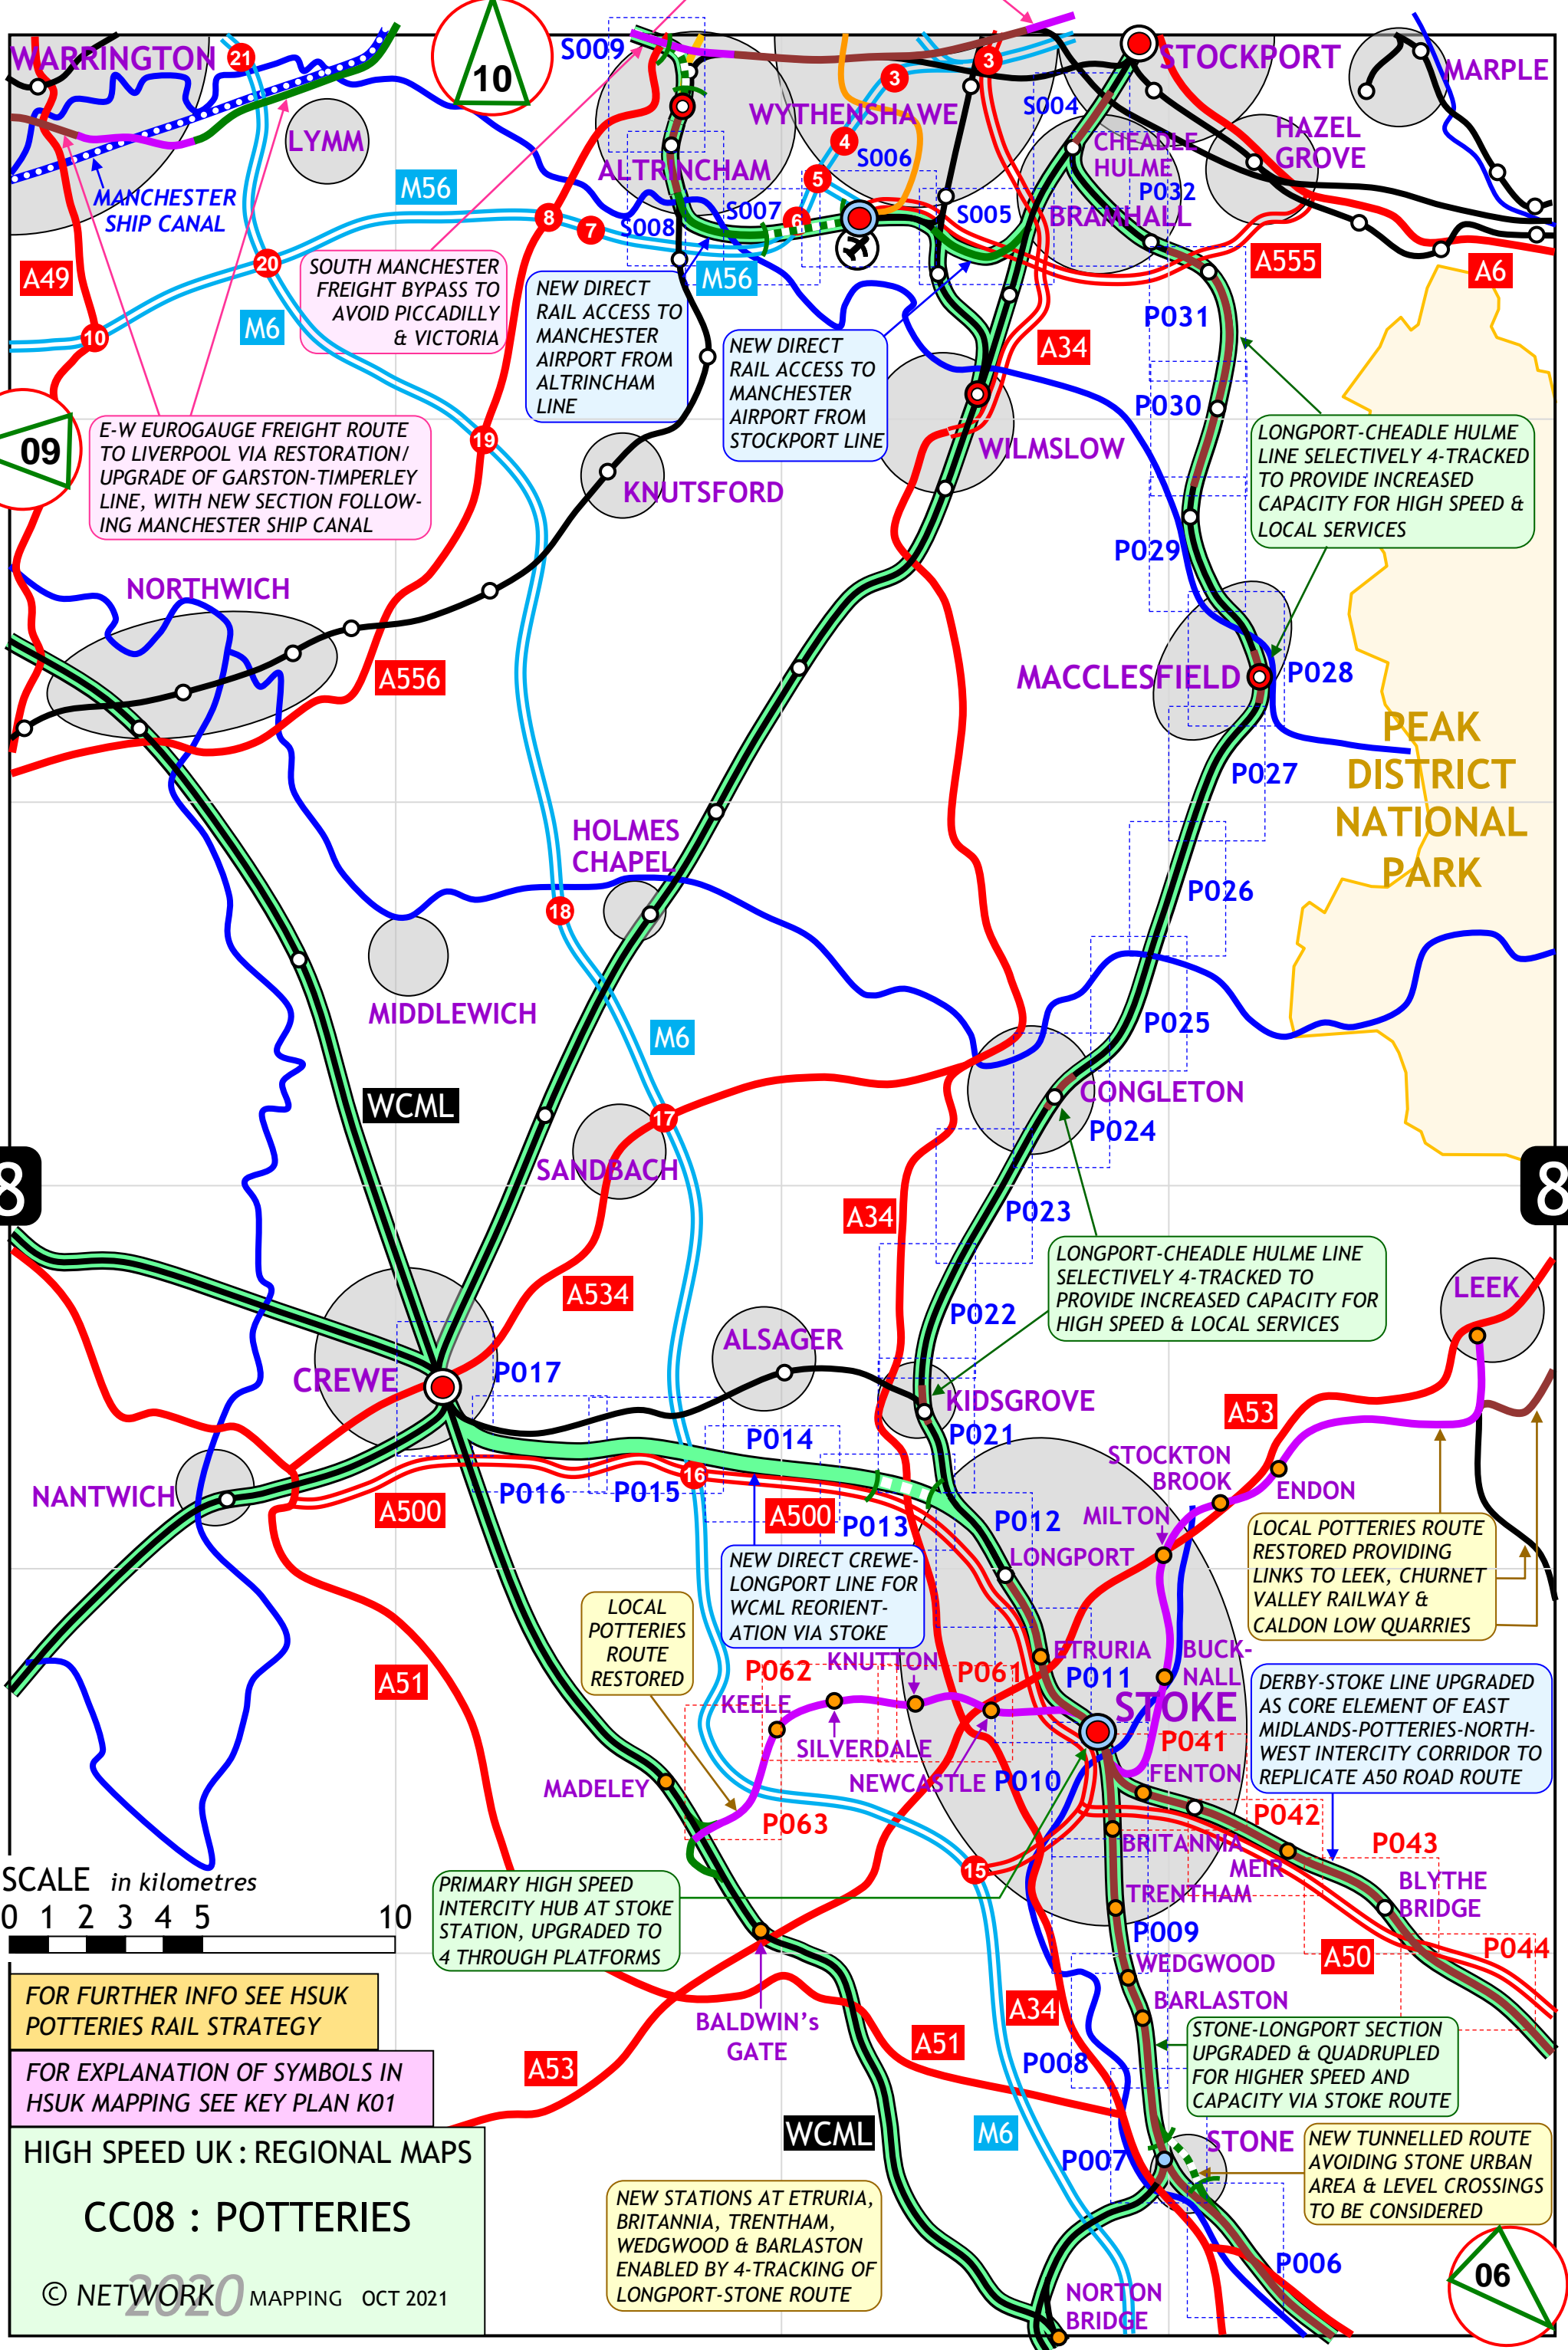 10
S009
STOCKPORT
WARRINGTON
21
3
3
MARPLE
WYTHENSHAWE
S004
LYMM
4
S006
CHEADLE
HULME
HAZEL
GROVE
ALTRINCHAM
5
P032
MANCHESTER
SHIP CANAL
M56
8
7
S008
S007
6
S005
BRAMHALL
A49
20
SOUTH MANCHESTER
FREIGHT BYPASS TO
AVOID PICCADILLY
& VICTORIA
M56
A555
A6
NEW DIRECT
RAIL ACCESS TO
MANCHESTER
AIRPORT FROM
ALTRINCHAM
LINE
P031
10
M6
NEW DIRECT
RAIL ACCESS TO
MANCHESTER
AIRPORT FROM
STOCKPORT LINE
A34
P030
09
E-W EUROGAUGE FREIGHT ROUTE
TO LIVERPOOL VIA RESTORATION/
UPGRADE OF GARSTON-TIMPERLEY
LINE, WITH NEW SECTION FOLLOW-
ING MANCHESTER SHIP CANAL
19
WILMSLOW
LONGPORT-CHEADLE HULME
LINE SELECTIVELY 4-TRACKED
TO PROVIDE INCREASED
CAPACITY FOR HIGH SPEED &
LOCAL SERVICES
KNUTSFORD
P029
NORTHWICH
A556
MACCLESFIELD
P028
PEAK
DISTRICT
NATIONAL
PARK
P027
HOLMES
CHAPEL
P026
18
MIDDLEWICH
M6
P025
WCML
17
CONGLETON
P024
SANDBACH
8
8
A34
P023
LONGPORT-CHEADLE HULME LINE
SELECTIVELY 4-TRACKED TO
PROVIDE INCREASED CAPACITY FOR
HIGH SPEED & LOCAL SERVICES
A534
LEEK
P022
ALSAGER
CREWE
P017
KIDSGROVE
A53
P021
P014
STOCKTON
BROOK
16
NANTWICH
A500
P016
P015
ENDON
A500
P013
P012
MILTON
LOCAL POTTERIES ROUTE
RESTORED PROVIDING
LINKS TO LEEK, CHURNET
VALLEY RAILWAY &
CALDON LOW QUARRIES
NEW DIRECT CREWE-
LONGPORT LINE FOR
WCML REORIENT-
ATION VIA STOKE
LONGPORT
LOCAL
POTTERIES
ROUTE
RESTORED
ETRURIA
BUCK-
NALL
A51
P062
KNUTTON
P061
P011
KEELE
STOKE
DERBY-STOKE LINE UPGRADED
AS CORE ELEMENT OF EAST
MIDLANDS-POTTERIES-NORTH-
WEST INTERCITY CORRIDOR TO
REPLICATE A50 ROAD ROUTE
SILVERDALE
P041
MADELEY
NEWCASTLE
P010
FENTON
P063
P042
BRITANNIA
P043
15
MEIR
SCALE in kilometres
0 1 2 3 4 5 10
PRIMARY HIGH SPEED
INTERCITY HUB AT STOKE
STATION, UPGRADED TO
4 THROUGH PLATFORMS
TRENTHAM
BLYTHE
BRIDGE
P009
P044
WEDGWOOD
A50
FOR FURTHER INFO SEE HSUK
POTTERIES RAIL STRATEGY
BALDWIN's
GATE
A34
BARLASTON
A51
STONE-LONGPORT SECTION
UPGRADED & QUADRUPLED
FOR HIGHER SPEED AND
CAPACITY VIA STOKE ROUTE
FOR EXPLANATION OF SYMBOLS IN
HSUK MAPPING SEE KEY PLAN K01
A53
P008
WCML
M6
HIGH SPEED UK : REGIONAL MAPS
P007
STONE
NEW TUNNELLED ROUTE
AVOIDING STONE URBAN
AREA & LEVEL CROSSINGS
TO BE CONSIDERED
CC08 : POTTERIES
NEW STATIONS AT ETRURIA,
BRITANNIA, TRENTHAM,
WEDGWOOD & BARLASTON
ENABLED BY 4-TRACKING OF
LONGPORT-STONE ROUTE
P006
06
© NETWORK 2020 MAPPING OCT 2021
NORTON
BRIDGE